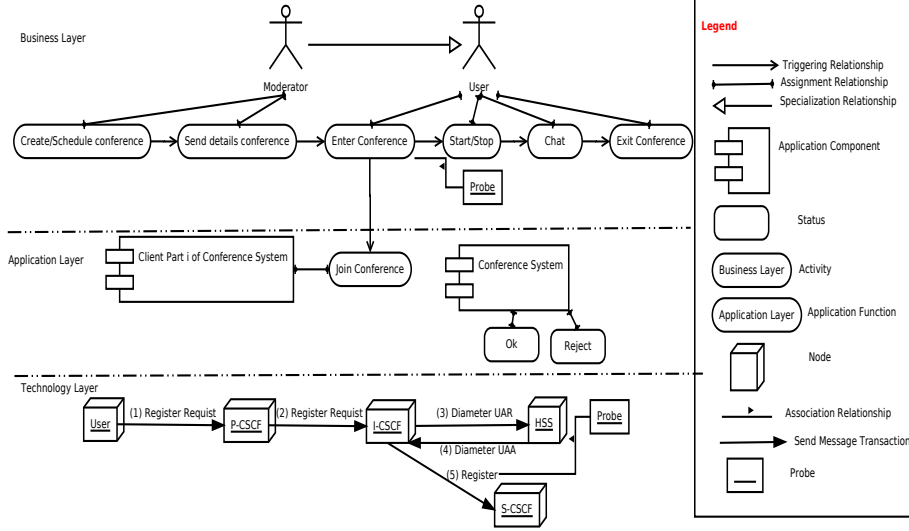 Business Layer
Moderator
User
Create/Schedule conference
Send details conference
Enter Conference
Start/Stop
Chat
Exit Conference
Probe
Application Layer
Client Part i of Conference System
Join Conference
Conference System
Ok
Reject
Technology Layer
User
(1) Register Requist
P-CSCF
(2) Register Requist
I-CSCF
(3) Diameter UAR
HSS
(4) Diameter UAA
(5) Register
S-CSCF
Probe
Legend
Triggering Relationship
Assignment Relationship
Specialization Relationship
Application Component
Status
Business Layer
Activity
Application Layer
Application Function
Node
Association Relationship
Send Message Transaction
Probe